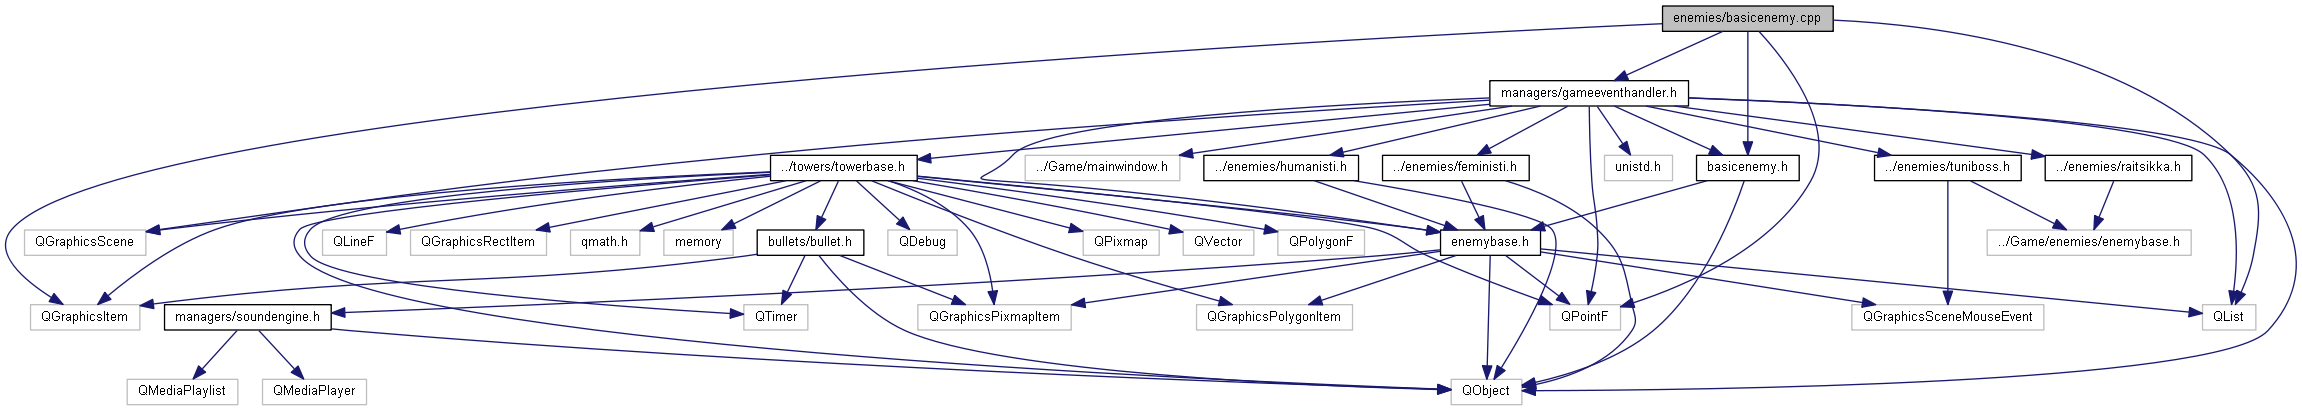 enemies/basicenemy.cpp
managers/gameeventhandler.h
../towers/towerbase.h
../Game/mainwindow.h
../enemies/humanisti.h
../enemies/feministi.h
unistd.h
basicenemy.h
../enemies/tuniboss.h
../enemies/raitsikka.h
QGraphicsScene
QLineF
QGraphicsRectItem
qmath.h
memory
bullets/bullet.h
QDebug
QPixmap
QVector
QPolygonF
enemybase.h
../Game/enemies/enemybase.h
QGraphicsItem
managers/soundengine.h
QTimer
QGraphicsPixmapItem
QGraphicsPolygonItem
QPointF
QGraphicsSceneMouseEvent
QList
QMediaPlaylist
QMediaPlayer
QObject